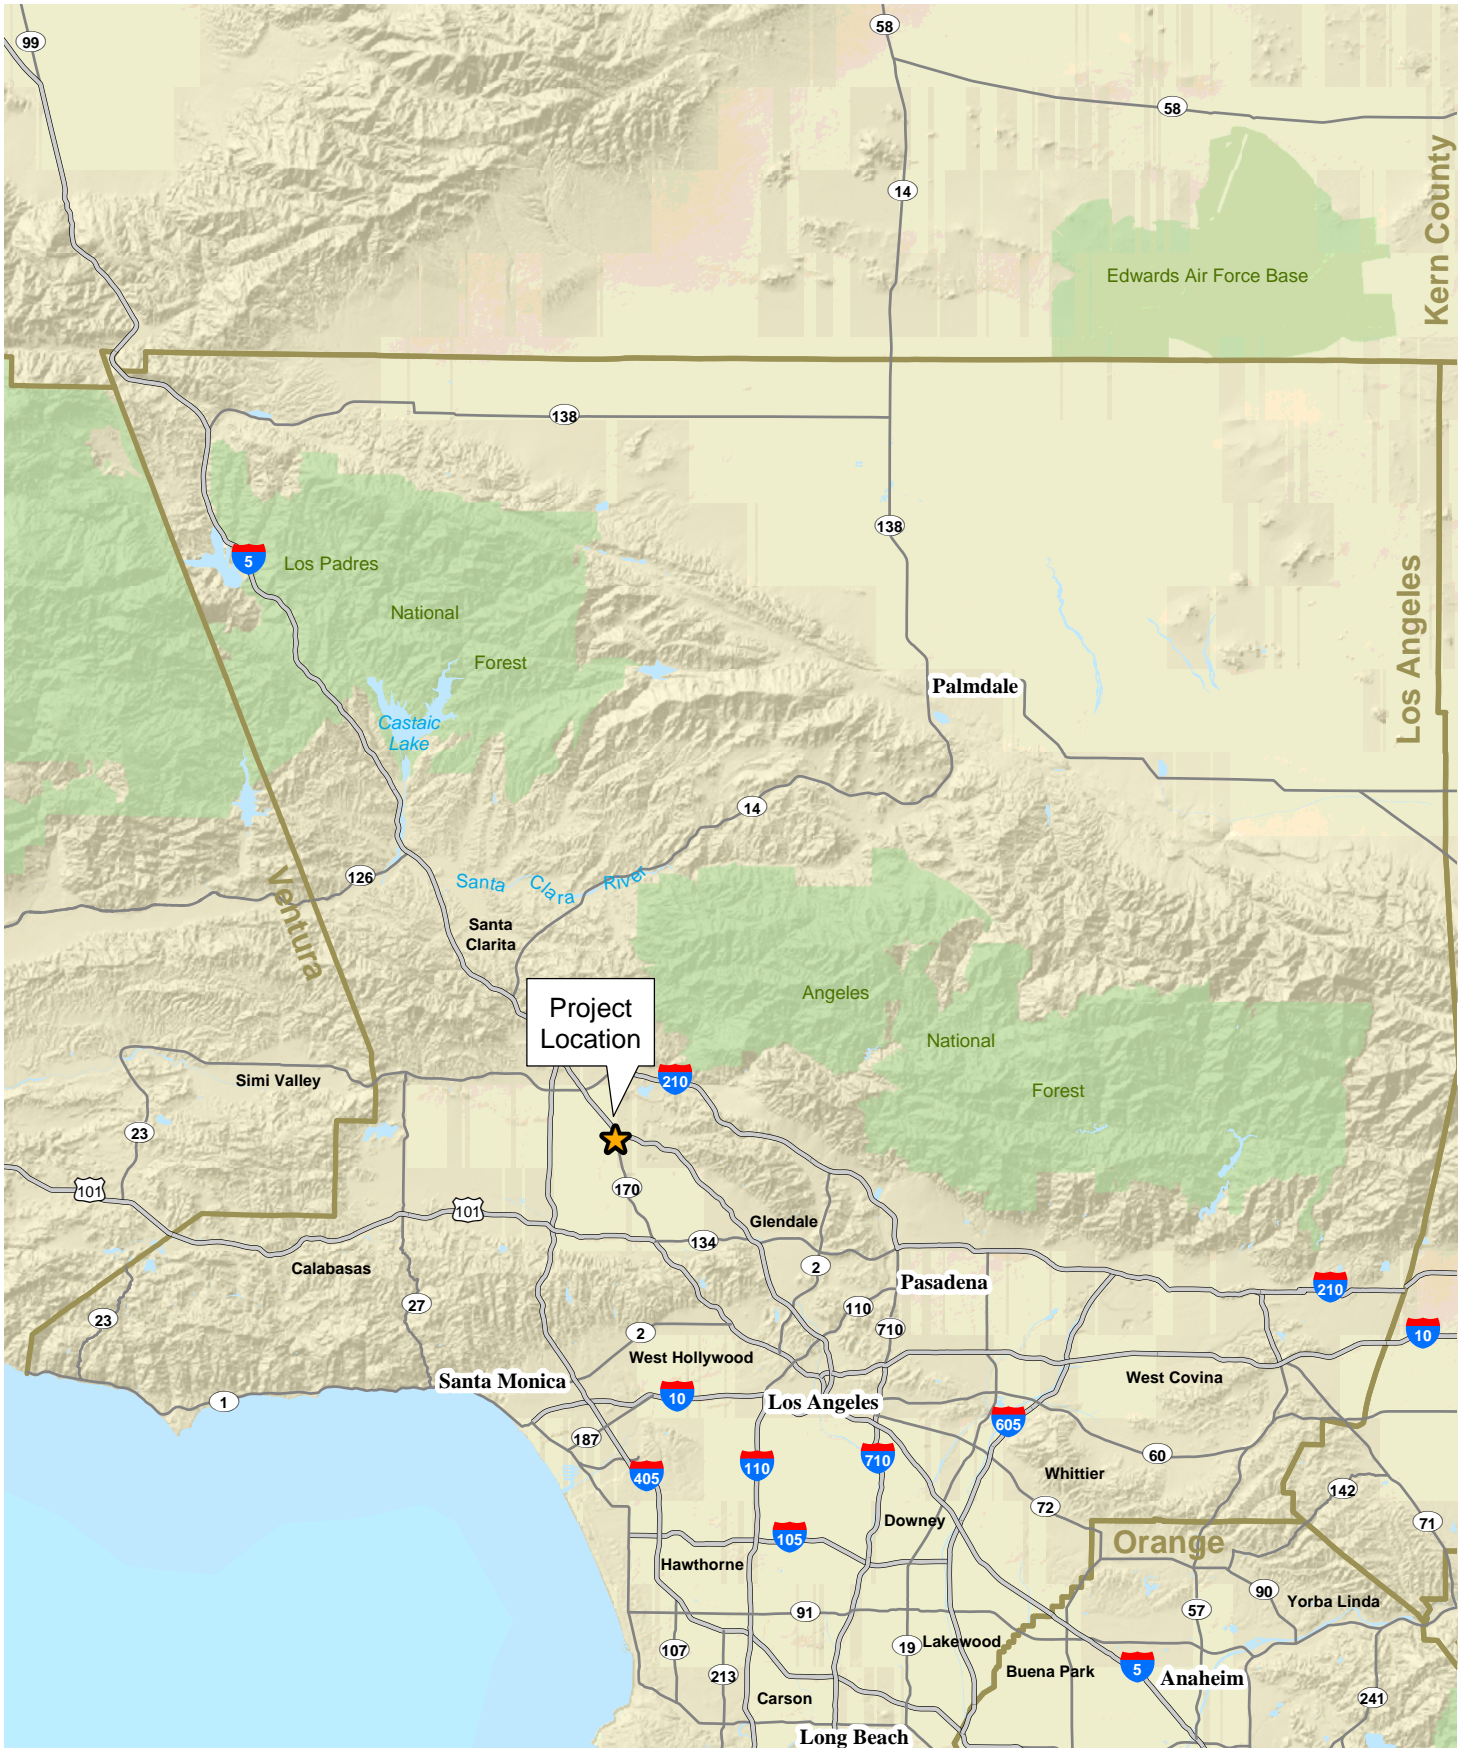 99
58
58
14
Kern County
Edwards Air Force Base
138
138
5
Los Padres
National
Forest
Los Angeles
Palmdale
Castaic
Lake
14
126
Santa Clara River
Ventura
Santa
Clarita
Project
Location
Angeles
National
Forest
210
Simi Valley
23
101
170
101
Glendale
134
2
Calabasas
Pasadena
27
23
110
210
710
10
2
West Hollywood
Santa Monica
West Covina
1
10
Los Angeles
605
187
60
405
110
710
Whittier
142
72
Downey
71
105
Orange
Hawthorne
90
Yorba Linda
91
57
107
19
Lakewood
213
Buena Park
5
Anaheim
Carson
241
Long Beach